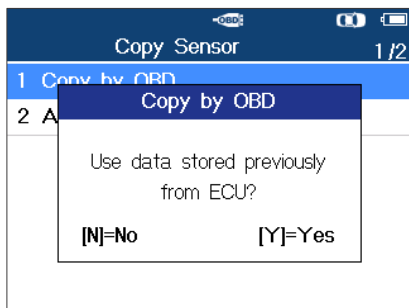 OBD
Copy Sensor 1/2
1 Copy by OBD
2 A
Copy by OBD
Use data stored previously
from ECU?
[N]=No [Y]=Yes